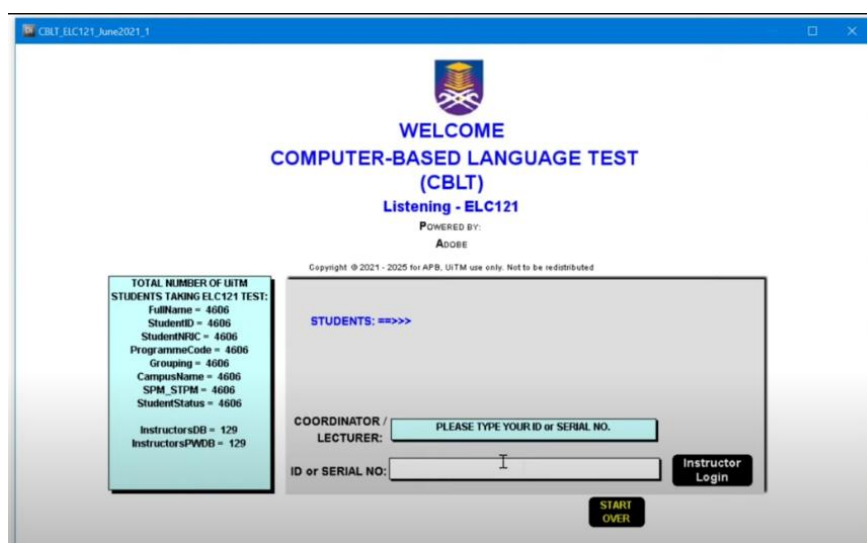 CBLT_ELC121_June2021_1
WELCOME
COMPUTER-BASED LANGUAGE TEST
(CBLT)
Listening - ELC121
POWERED BY:
ADOBE
Copyright @ 2021 - 2025 for APB, UiTM use only. Not to be redistributed
TOTAL NUMBER OF UiTM
STUDENTS TAKING ELC121 TEST:
FullName = 4606
StudentID = 4606
StudentNRIC = 4606
ProgrammeCode = 4606
Grouping = 4606
CampusName = 4606
SPM_STPM = 4606
StudentStatus = 4606
InstructorsDB = 129
InstructorsPWDB = 129
STUDENTS: ==>>>
COORDINATOR /
LECTURER:
PLEASE TYPE YOUR ID or SERIAL NO.
ID or SERIAL NO:
Instructor
Login
START
OVER